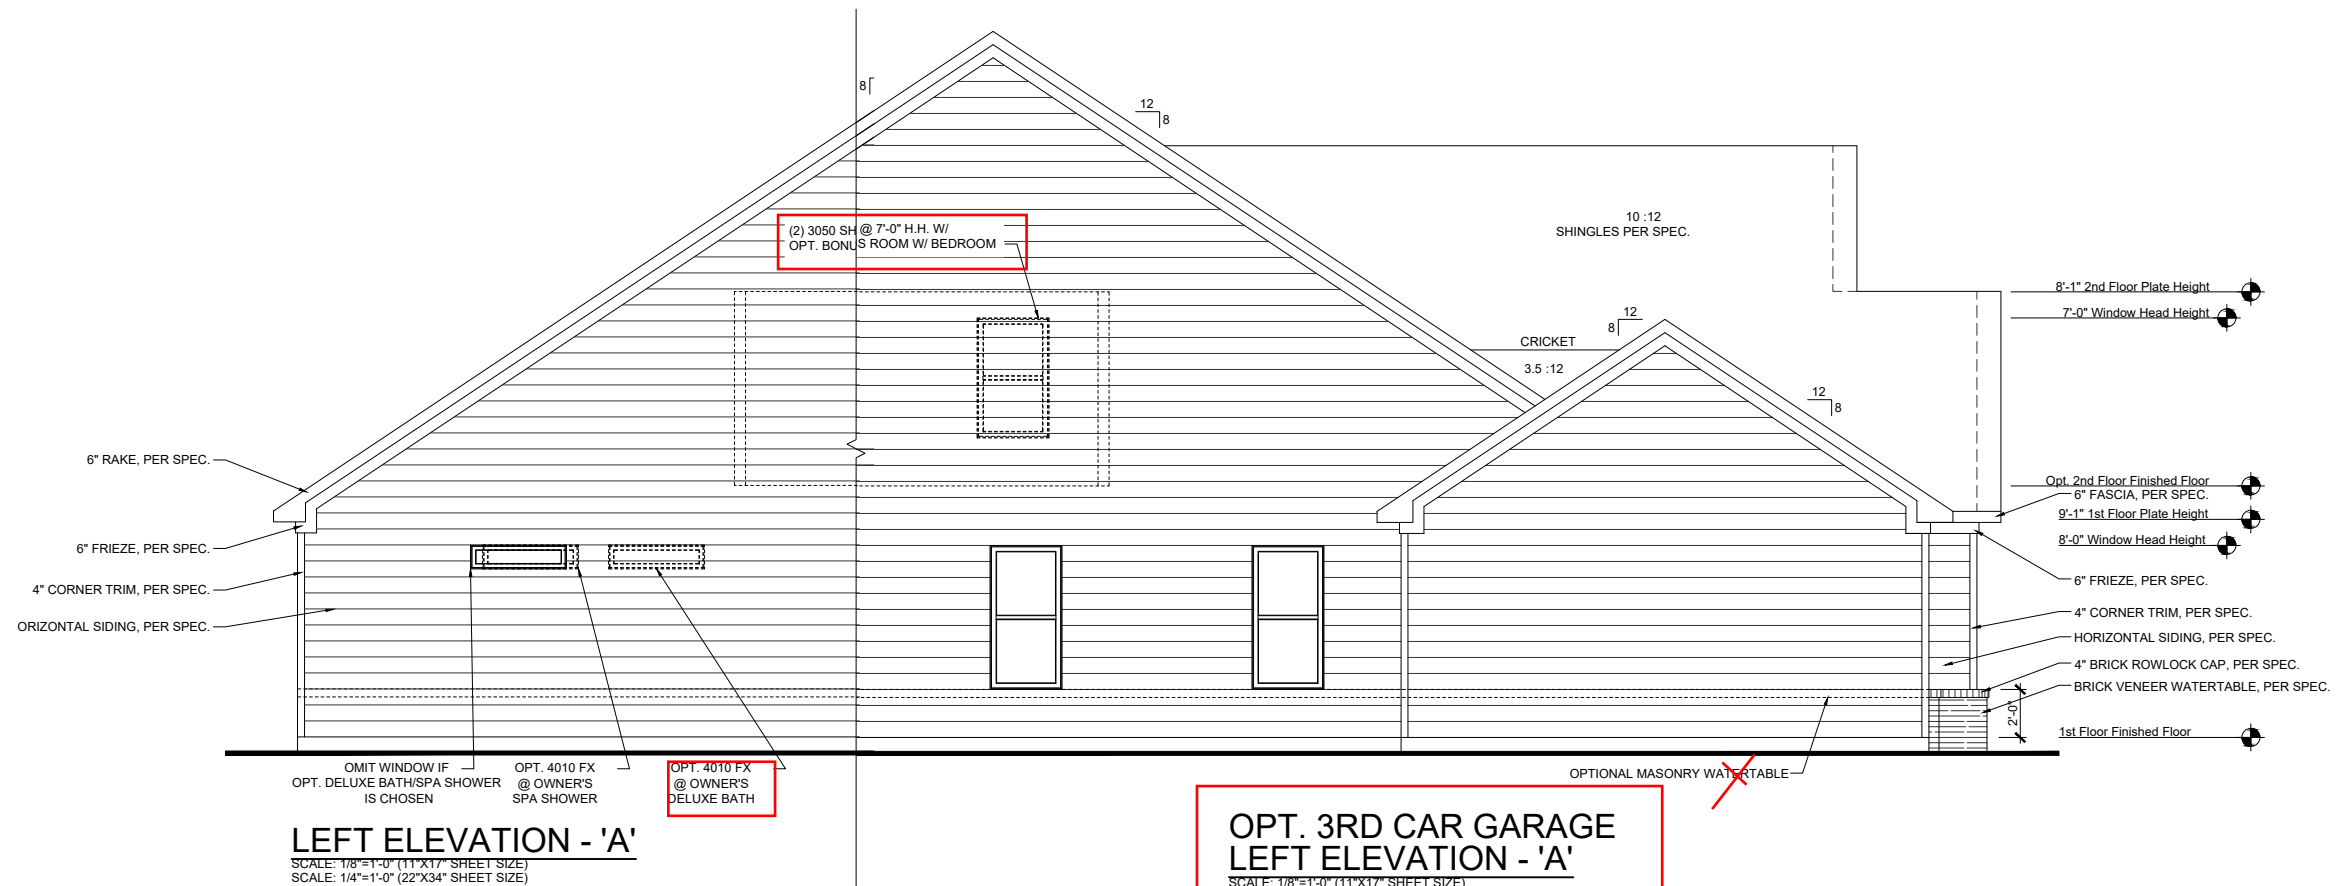 8
12
8
(2) 3050 SH @ 7'-0" H.H. W/
OPT. BONUS ROOM W/ BEDROOM
10 :12
SHINGLES PER SPEC.
8'-1" 2nd Floor Plate Height
7'-0" Window Head Height
12
8
CRICKET
3.5 :12
12
8
6" RAKE, PER SPEC.
Opt. 2nd Floor Finished Floor
6" FASCIA, PER SPEC.
9'-1" 1st Floor Plate Height
8'-0" Window Head Height
6" FRIEZE, PER SPEC.
4" CORNER TRIM, PER SPEC.
ORIZONTAL SIDING, PER SPEC.
6" FRIEZE, PER SPEC.
4" CORNER TRIM, PER SPEC.
HORIZONTAL SIDING, PER SPEC.
4" BRICK ROWLOCK CAP, PER SPEC.
BRICK VENEER WATERTABLE, PER SPEC.
2'-0"
1st Floor Finished Floor
OMIT WINDOW IF
OPT. DELUXE BATH/SPA SHOWER
IS CHOSEN
OPT. 4010 FX
@ OWNER'S
SPA SHOWER
OPT. 4010 FX
@ OWNER'S
DELUXE BATH
OPTIONAL MASONRY WATERTABLE
LEFT ELEVATION - 'A'
SCALE: 1/8"=1'-0" (11"X17" SHEET SIZE)
SCALE: 1/4"=1'-0" (22"X34" SHEET SIZE)
OPT. 3RD CAR GARAGE
LEFT ELEVATION - 'A'
SCALE: 1/8"=1'-0" (11"X17" SHEET SIZE)